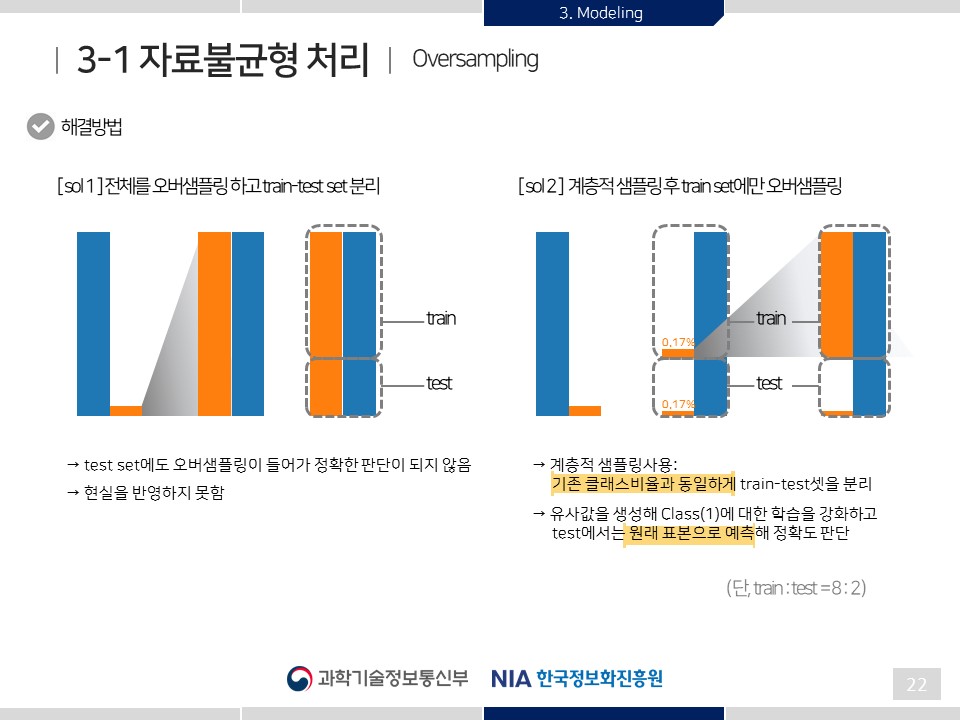 3. Modeling
3-1 자료불균형 처리
Oversampling
해결방법
[ sol 1 ] 전체를 오버샘플링 하고 train-test set 분리
train
test
→ test set에도 오버샘플링이 들어가 정확한 판단이 되지 않음
→ 현실을 반영하지 못함
[ sol 2 ] 계층적 샘플링 후 train set에만 오버샘플링
0.17%
train
0.17%
test
→ 계층적 샘플링사용:
기존 클래스비율과 동일하게 train-test셋을 분리
→ 유사값을 생성해 Class(1)에 대한 학습을 강화하고
test에서는 원래 표본으로 예측해 정확도 판단
(단, train : test = 8 : 2)
과학기술정보통신부
NIA 한국정보화진흥원
22